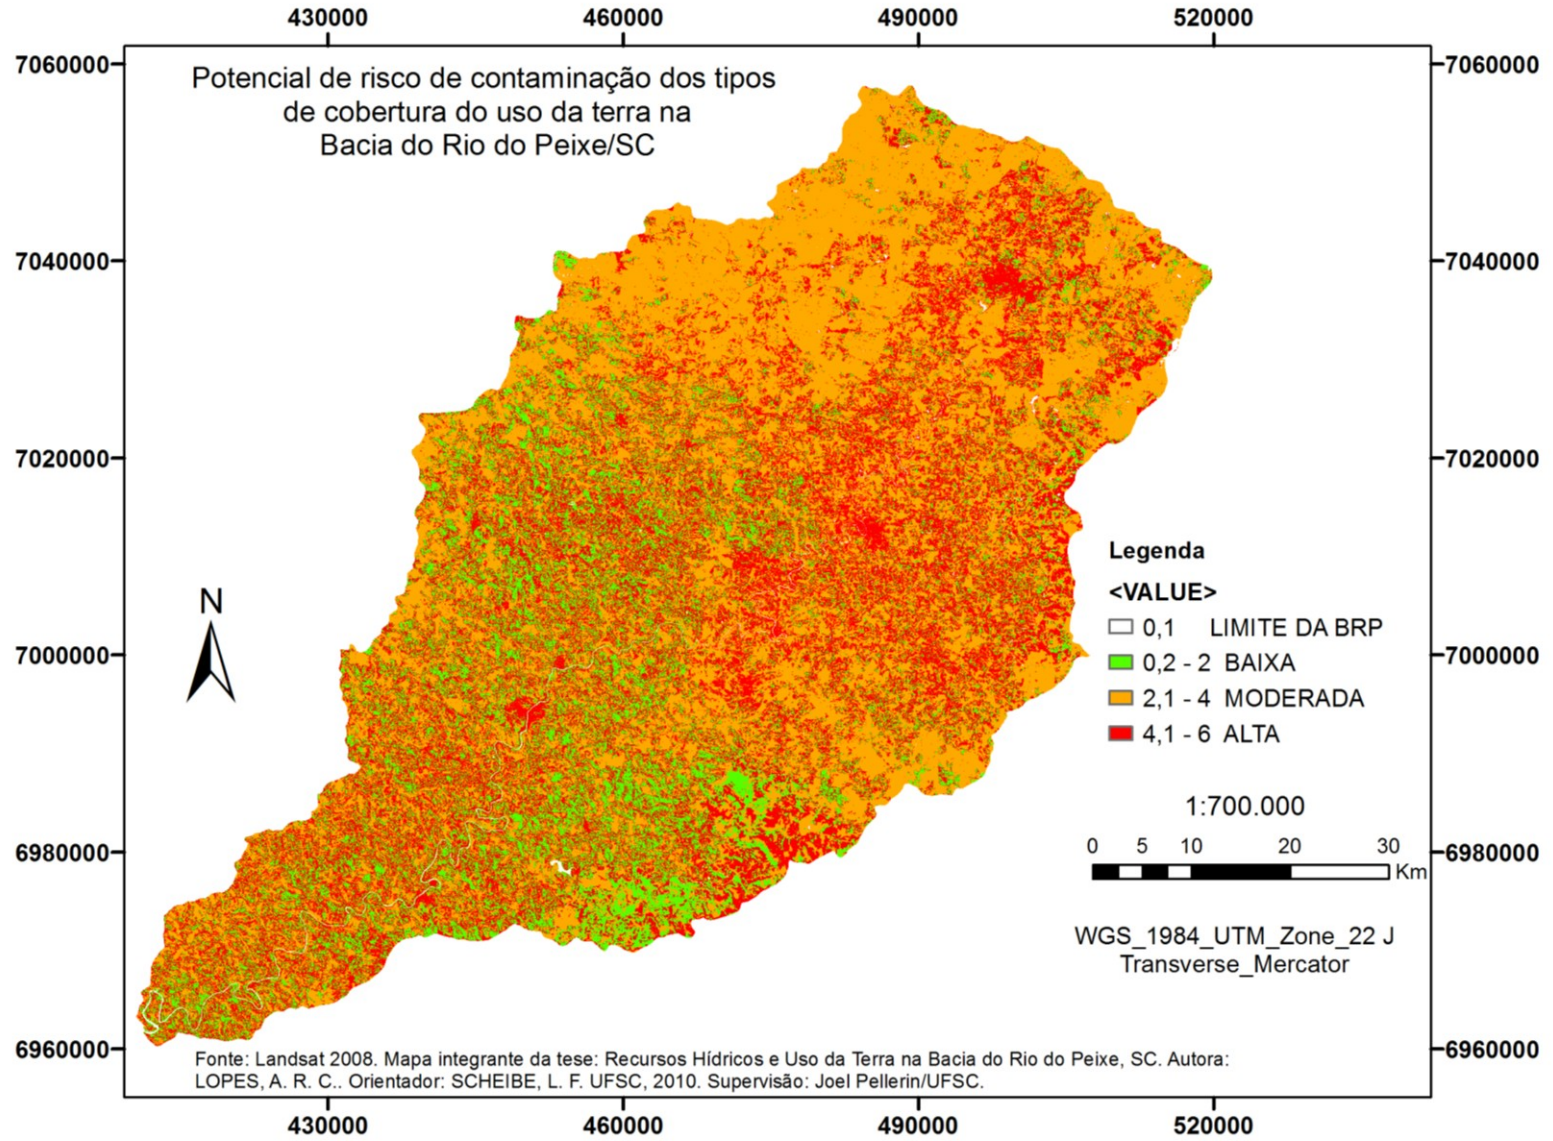 430000 460000 490000 520000
7060000 7060000
Potencial de risco de contaminação dos tipos
de cobertura do uso da terra na
Bacia do Rio do Peixe/SC
7040000 7040000
7020000 7020000
Legenda
<VALUE>
N
0,1 LIMITE DA BRP
7000000 7000000
0,2 - 2 BAIXA
2,1 - 4 MODERADA
4,1 - 6 ALTA
1:700.000
6980000 6980000
0 5 10 20 30
Km
WGS_1984_UTM_Zone_22 J
Transverse_Mercator
6960000 6960000
Fonte: Landsat 2008. Mapa integrante da tese: Recursos Hídricos e Uso da Terra na Bacia do Rio do Peixe, SC. Autora:
LOPES, A. R. C.. Orientador: SCHEIBE, L. F. UFSC, 2010. Supervisão: Joel Pellerin/UFSC.
430000 460000 490000 520000